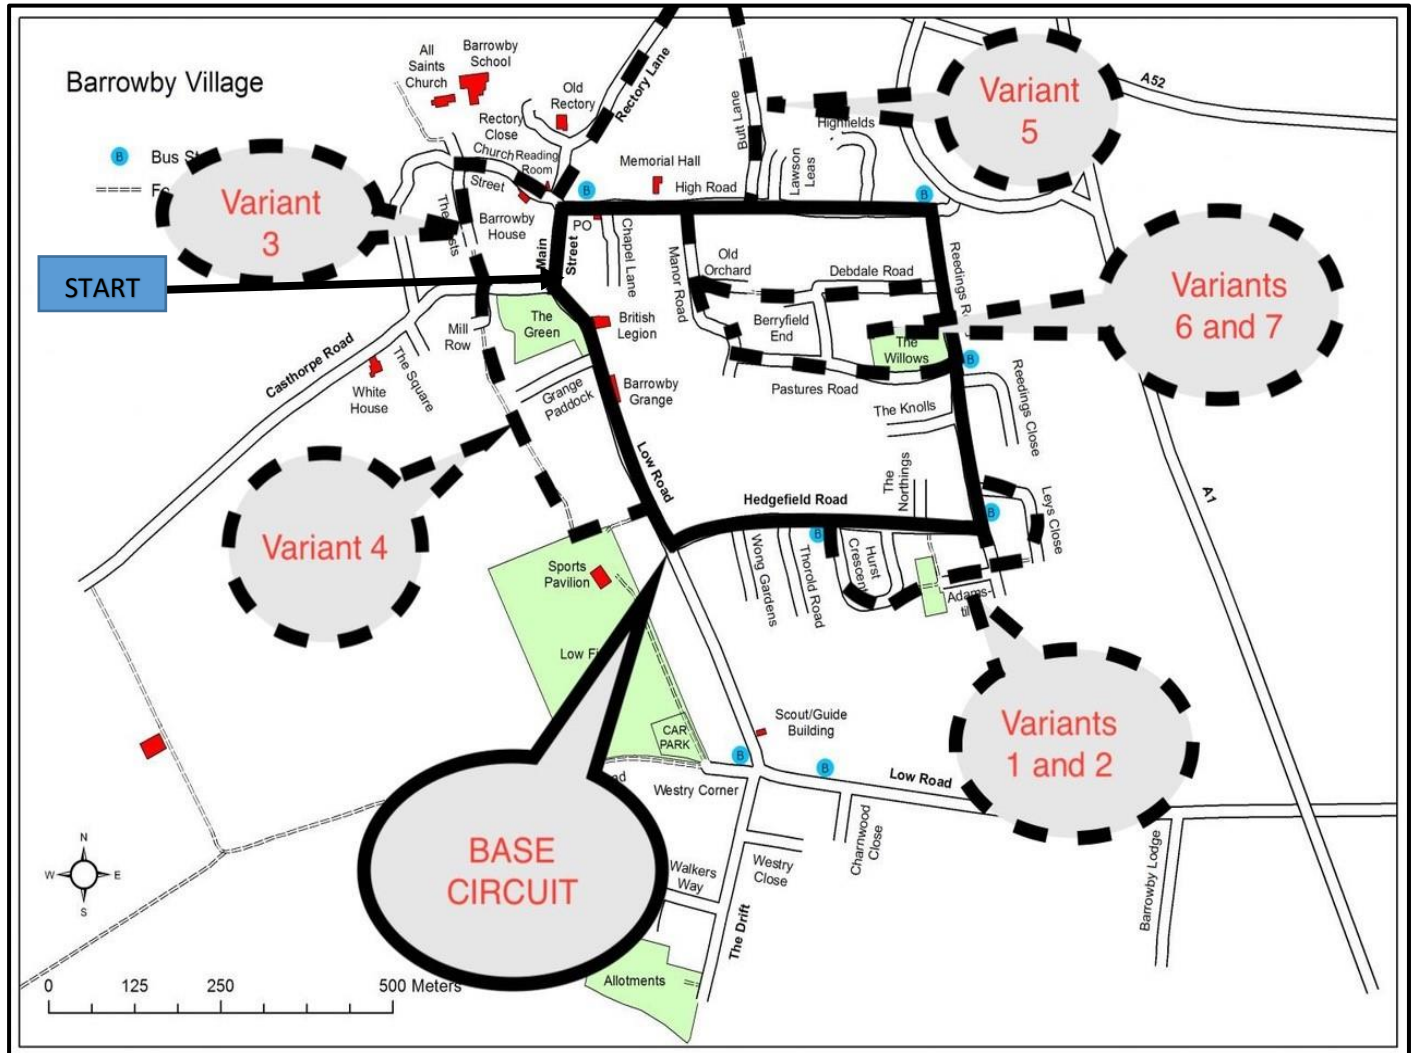 Barrowby Village
All
Saints
Church
Barrowby
School
Old
Rectory
Rectory Lane
Rectory
Close
Church
Street
Reading
Room
Butt Lane
Highfields
Variant
5
A52
B
Bus
Variant
3
Memorial Hall
High Road
B
Lawson
Leas
B
Barrowby
House
PO
Main
Street
Chapel Lane
Manor Road
Old
Orchard
Debdale Road
Reedings
Variants
6 and 7
START
The
Green
British
Legion
Berryfield
End
The
Willows
B
Mill
Row
Casthorpe Road
The Square
White
House
Grange
Paddock
Barrowby
Grange
Pastures Road
The Knolls
Reedings Close
Low Road
Hedgefield Road
The
Northings
B
Leys Close
A1
Variant 4
B
Sports
Pavilion
Wong Gardens
Thorold Road
Hurst
Crescent
Low
Variants
1 and 2
Scout/Guide
Building
CAR
PARK
B
B
Westry Corner
Low Road
BASE
CIRCUIT
Charnwood
Close
Westry
Close
Walkers
Way
The Drift
Barrowby Lodge
N
W
E
S
Allotments
0
125
250
500 Meters